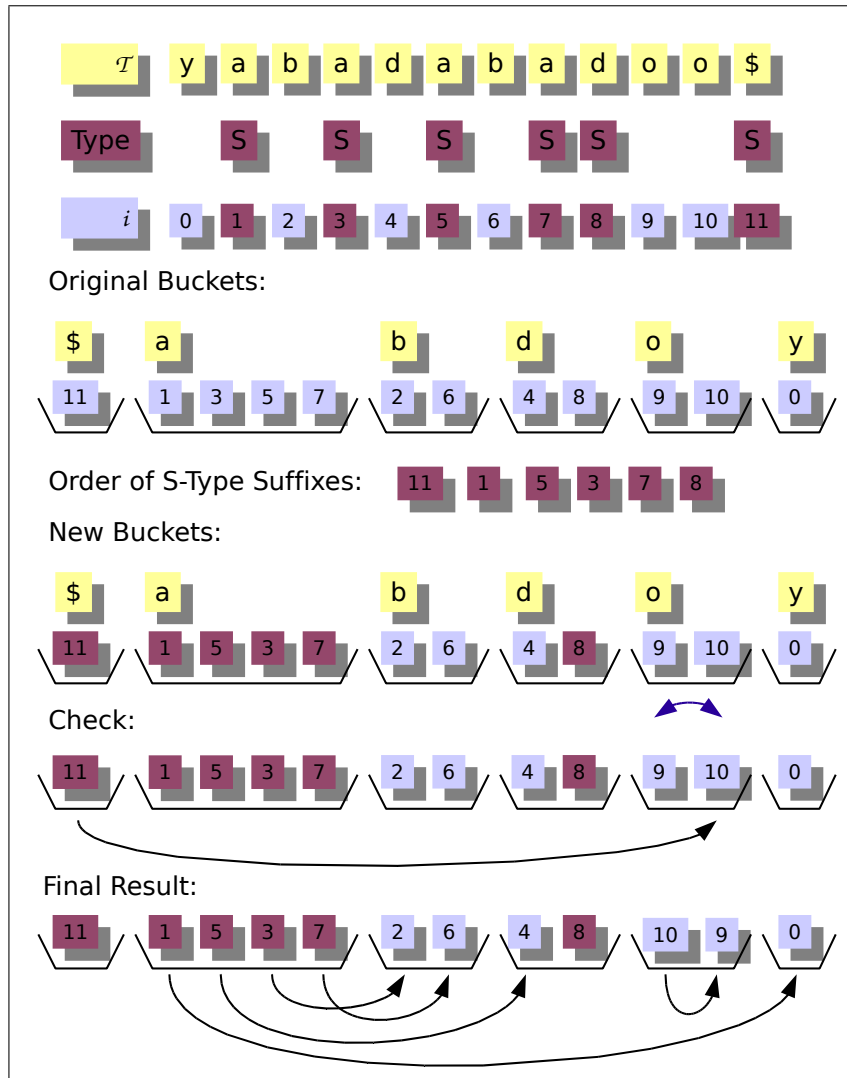 𝒯 y a b a d a b a d o o $
Type S S S S S S
i 0 1 2 3 4 5 6 7 8 9 10 11
Original Buckets:
$ a b d o y
11 1 3 5 7 2 6 4 8 9 10 0
Order of S-Type Suffixes: 11 1 5 3 7 8
New Buckets:
$ a b d o y
11 1 5 3 7 2 6 4 8 9 10 0
Check:
11 1 5 3 7 2 6 4 8 9 10 0
Final Result:
11 1 5 3 7 2 6 4 8 10 9 0